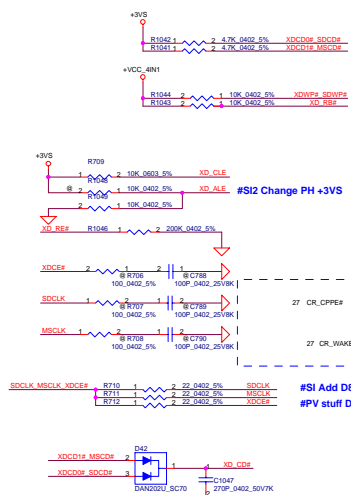 +3VS
R1042 1 2 4.7K_0402_5% XDCD0#_SDCD#
R1041 1 2 4.7K_0402_5% XDCD1#_MSCD#
+VCC_4IN1
R1044 2 1 10K_0402_5% XDWP#_SDWP#
R1043 2 1 10K_0402_5% XD_RB#
+3VS
R709
1 2 10K_0603_5% XD_CLE
R1048
@ 1 2 10K_0402_5% XD_ALE
#SI2 Change PH +3VS
R1049
1 2 10K_0402_5%
XD_RE# R1046 1 2 200K_0402_5%
XDCE# 2 1 2 1
@ R706 @ C788
100_0402_5% 100P_0402_25V8K
27 CR_CPPE#
SDCLK 2 1 2 1
@ R707 @ C789
100_0402_5% 100P_0402_25V8K
MSCLK 2 1 2 1
@ R708 @ C790
100_0402_5% 100P_0402_25V8K
27 CR_WAKE
SDCLK_MSCLK_XDCE# R710 1 2 22_0402_5% SDCLK
#SI Add D8
R711 1 2 22_0402_5% MSCLK
R712 1 2 22_0402_5% XDCE#
#PV stuff D
D42
XDCD1#_MSCD# 2 1 XD_CD#
XDCD0#_SDCD# 3
DAN202U_SC70
C1047
270P_0402_50V7K